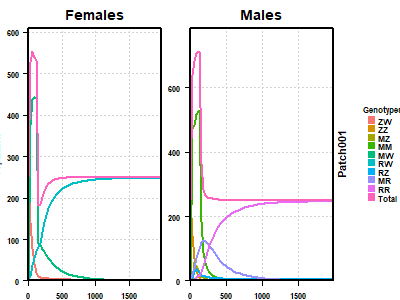 Females Males
600
500
400
300
200
100
0
600
400
200
0
0 500 1000 1500
0 500 1000 1500
Patch001
Genotypes
ZW
ZZ
MZ
MM
MW
RW
RZ
MR
RR
Total